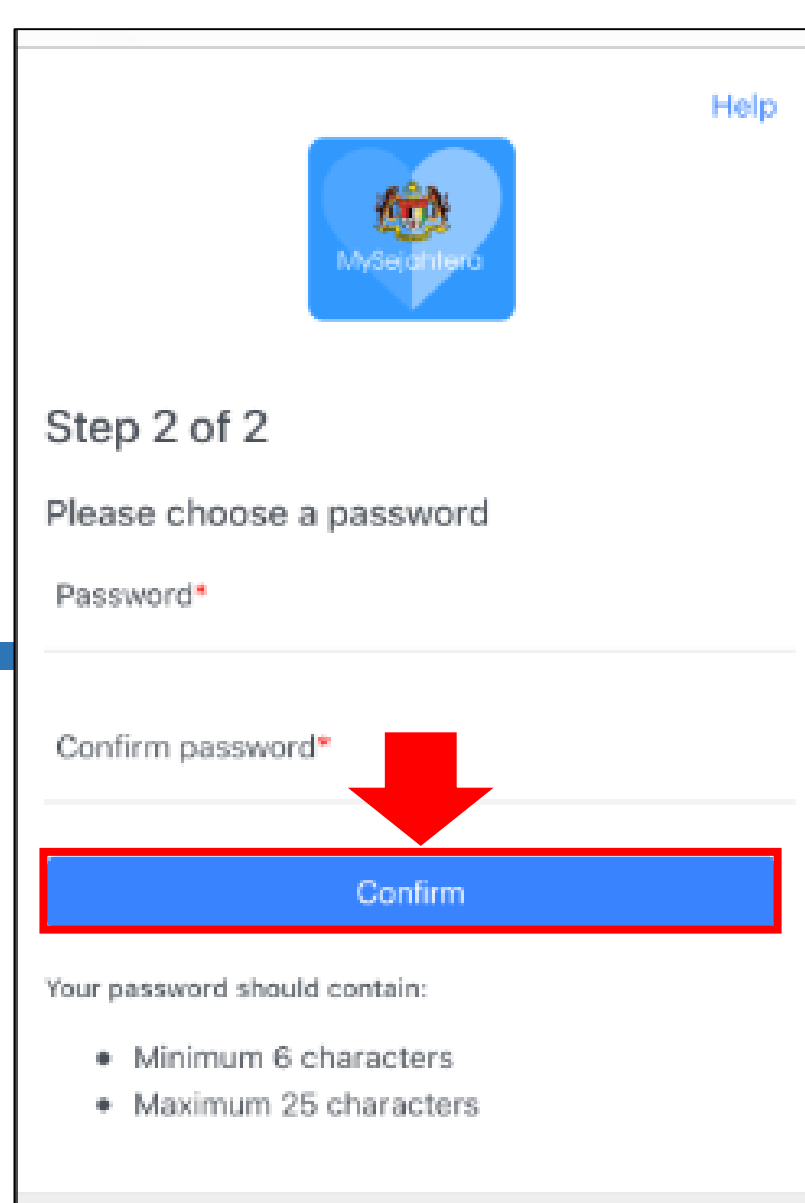 Help
MySejahtera
Step 2 of 2
Please choose a password
Password*
Confirm password*
Confirm
Your password should contain:
• Minimum 6 characters
• Maximum 25 characters